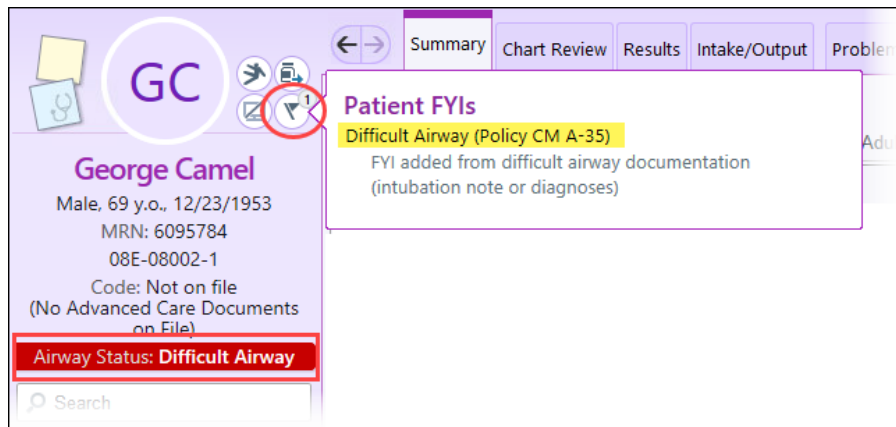 GC
1
George Camel
Male, 69 y.o., 12/23/1953
MRN: 6095784
08E-08002-1
Code: Not on file
(No Advanced Care Documents
on File)
Airway Status: Difficult Airway
Search
Summary
Chart Review
Results
Intake/Output
Patient FYIs
Difficult Airway (Policy CM A-35)
FYI added from difficult airway documentation
(intubation note or diagnoses)